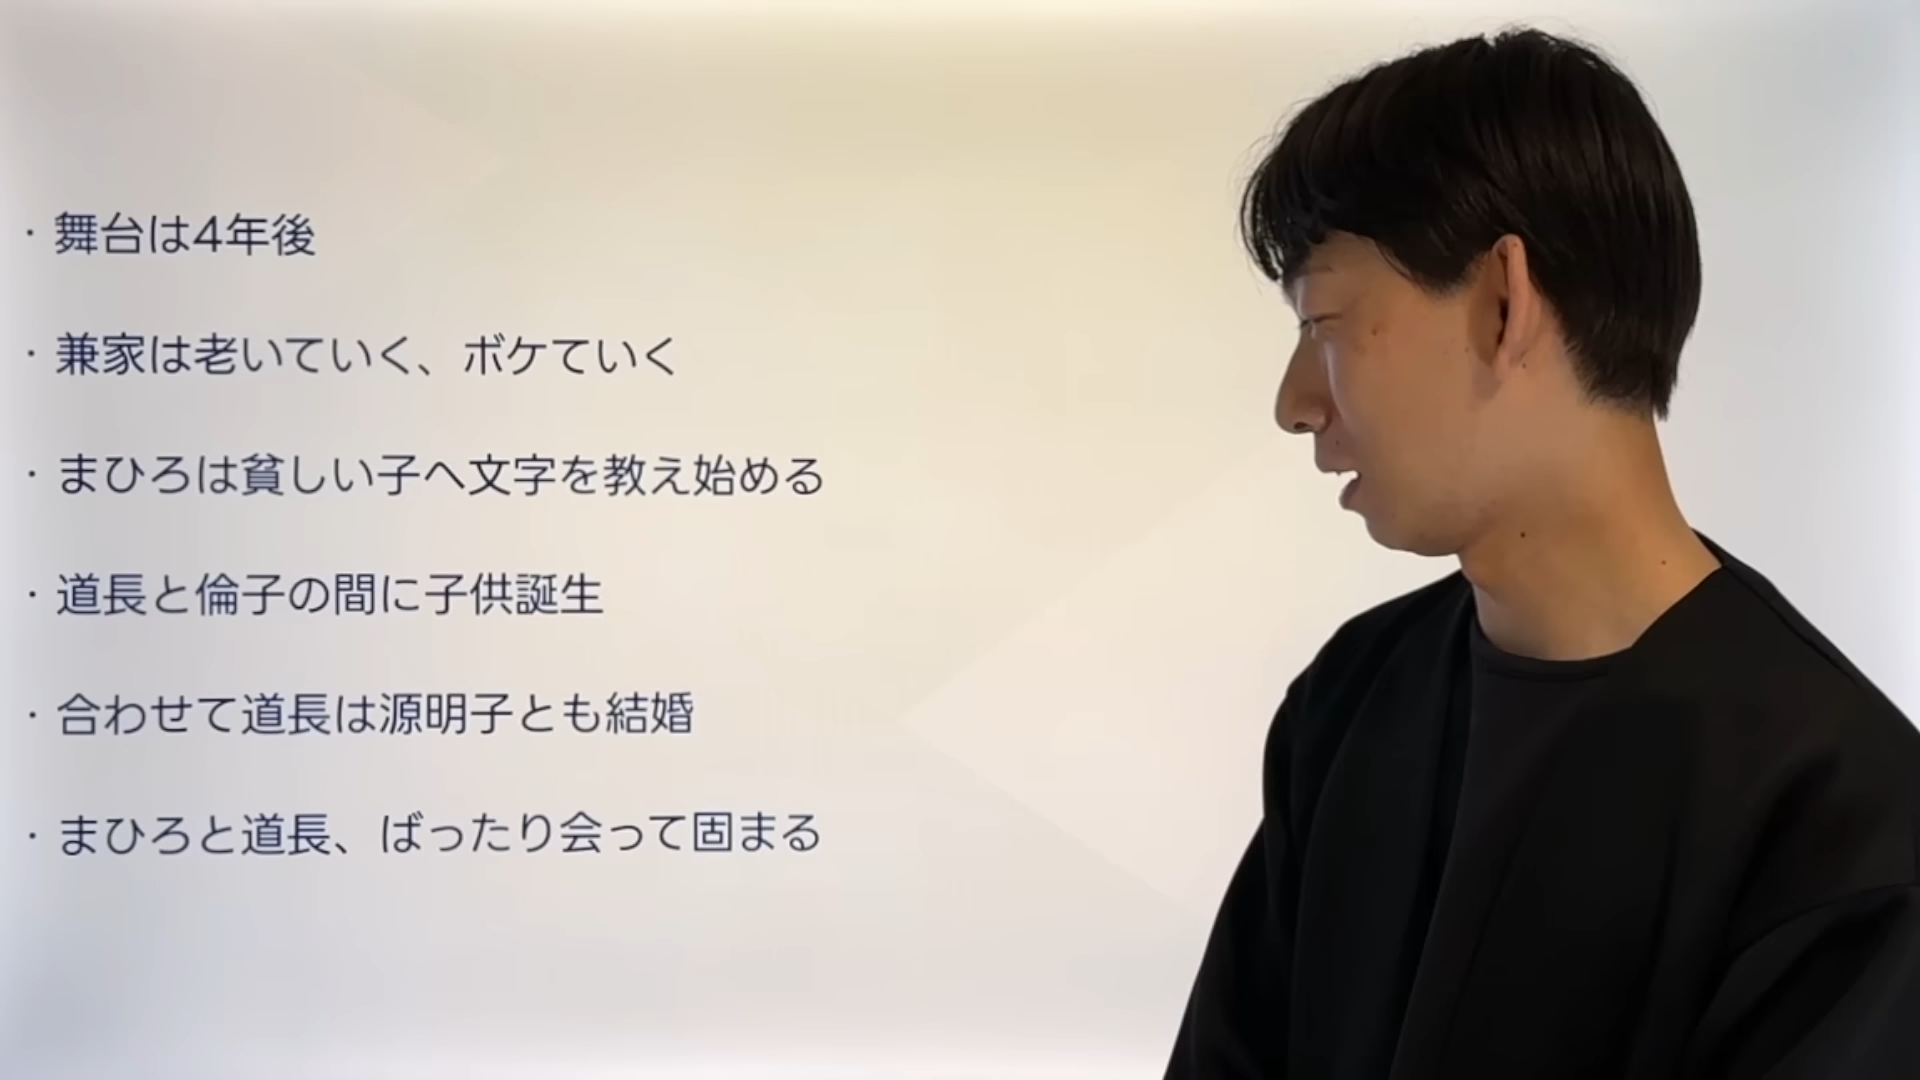 ・舞台は4年後
・兼家は老いていく、ボケていく
・まひろは貧しい子へ文字を教え始める
・道長と倫子の間に子供誕生
・合わせて道長は源明子とも結婚
・まひろと道長、ばったり会って固まる